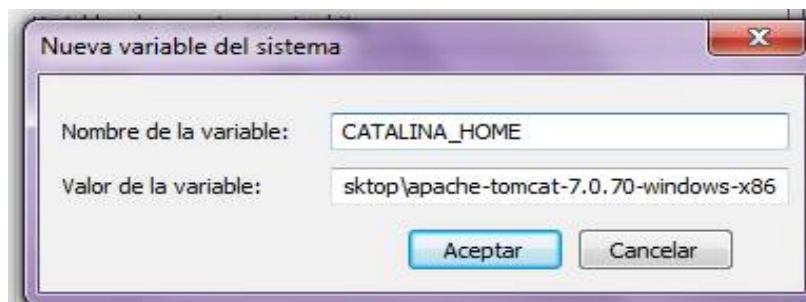 Nueva variable del sistema
Nombre de la variable: CATALINA_HOME
Valor de la variable: sktop\apache-tomcat-7.0.70-windows-x86
Aceptar Cancelar